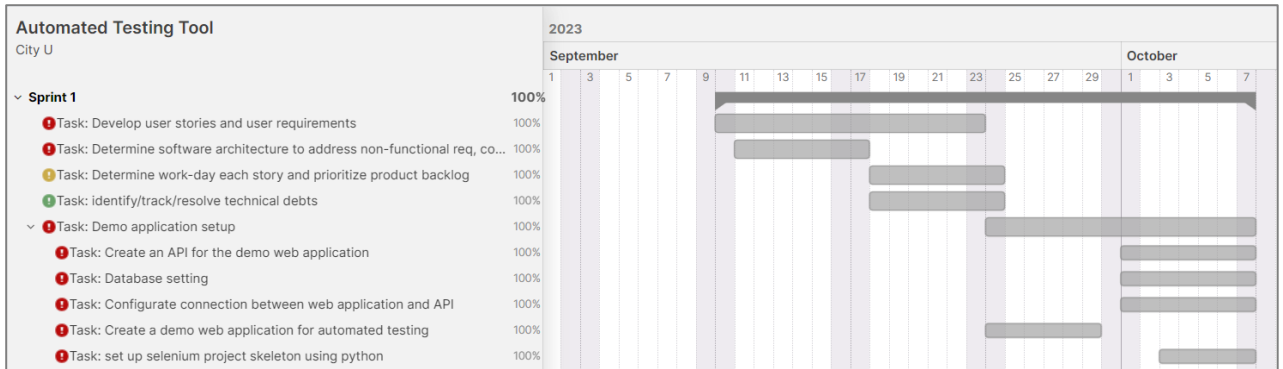 Automated Testing Tool
City U
2023
September October
1 3 5 7 9 11 13 15 17 19 21 23 25 27 29 1 3 5 7
Sprint 1 100%
Task: Develop user stories and user requirements 100%
Task: Determine software architecture to address non-functional req, co... 100%
Task: Determine work-day each story and prioritize product backlog 100%
Task: identify/track/resolve technical debts 100%
Task: Demo application setup 100%
Task: Create an API for the demo web application 100%
Task: Database setting 100%
Task: Configurate connection between web application and API 100%
Task: Create a demo web application for automated testing 100%
Task: set up selenium project skeleton using python 100%